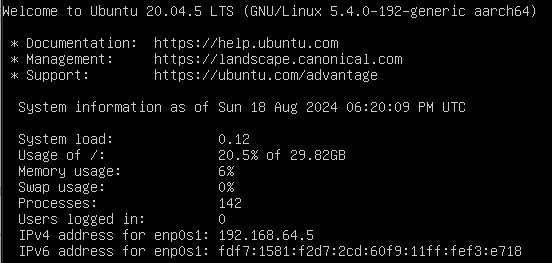 Welcome to Ubuntu 20.04.5 LTS (GNU/Linux 5.4.0-192-generic aarch64)
* Documentation: https://help.ubuntu.com
* Management: https://landscape.canonical.com
* Support: https://ubuntu.com/advantage
System information as of Sun 18 Aug 2024 06:20:09 PM UTC
System load: 0.12
Usage of /: 20.5% of 29.82GB
Memory usage: 6%
Swap usage: 0%
Processes: 142
Users logged in: 0
IPv4 address for enp0s1: 192.168.64.5
IPv6 address for enp0s1: fdf7:1581:f2d7:2cd:60f9:11ff:fef3:e718